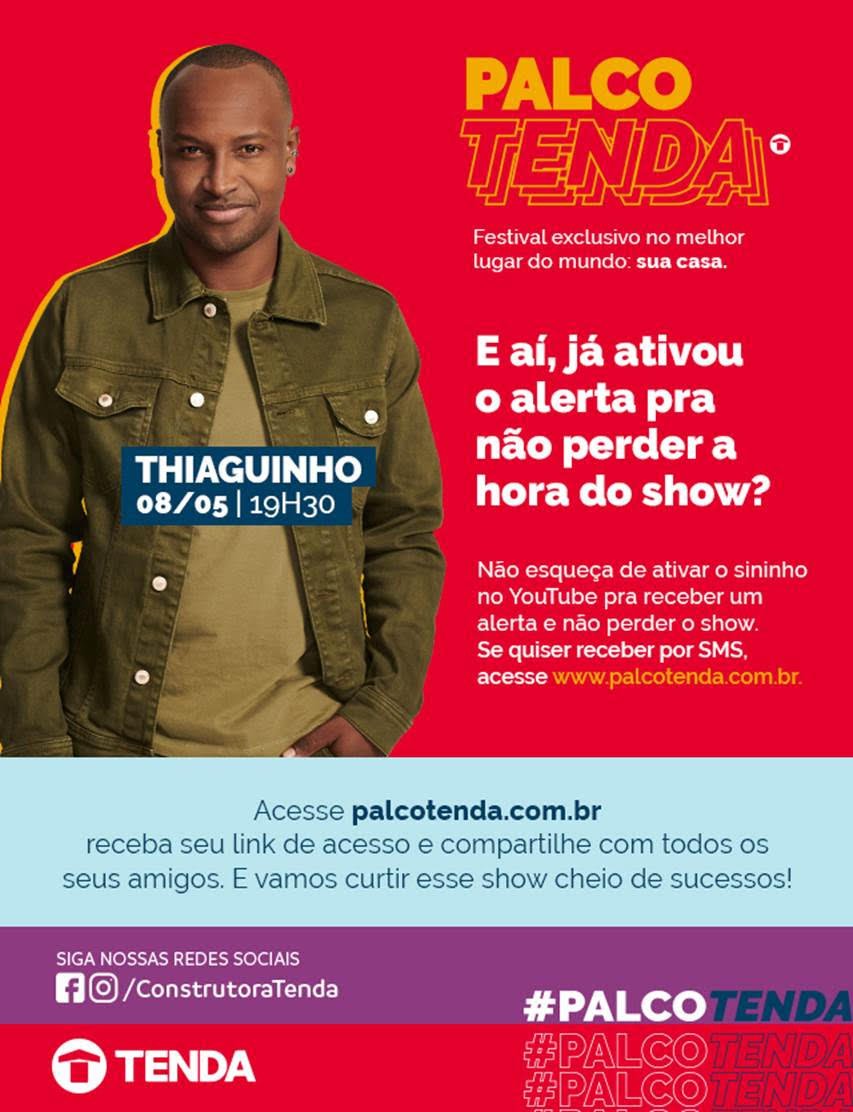 PALCO
TENDA
Festival exclusivo no melhor
lugar do mundo: sua casa.
E aí, já ativou
o alerta pra
não perder a
hora do show?
THIAGUINHO
08/05 | 19H30
Não esqueça de ativar o sininho
no YouTube pra receber um
alerta e não perder o show.
Se quiser receber por SMS,
acesse www.palcotenda.com.br.
Acesse palcotenda.com.br
receba seu link de acesso e compartilhe com todos os
seus amigos. E vamos curtir esse show cheio de sucessos!
SIGA NOSSAS REDES SOCIAIS
/ConstrutoraTenda
#PALCOTENDA
#PALCOTENDA
#PALCOTENDA
TENDA